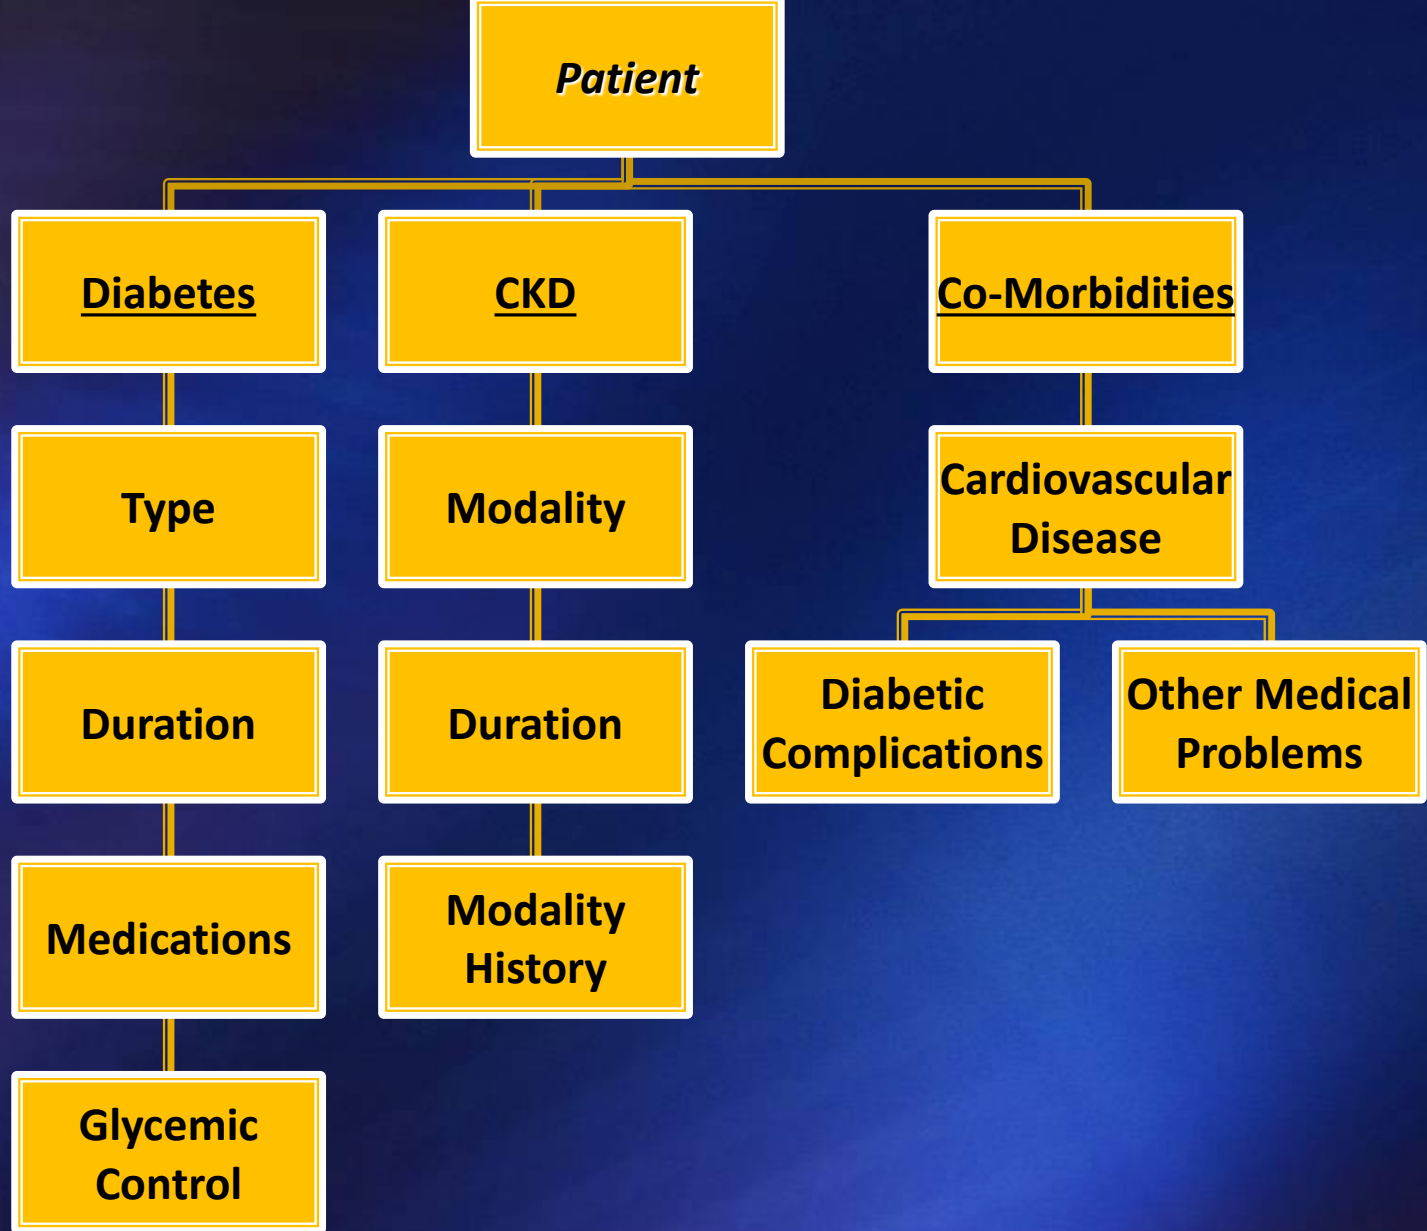 Patient
Diabetes
CKD
Co-Morbidities
Type
Modality
Cardiovascular
Disease
Duration
Duration
Diabetic
Complications
Other Medical
Problems
Medications
Modality
History
Glycemic
Control